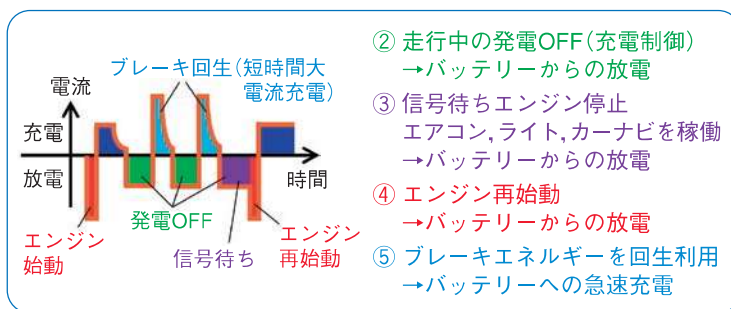 電流
充電
放電
時間
ブレーキ回生(短時間大
電流充電)
発電OFF
エンジン
始動
信号待ち
エンジン
再始動
② 走行中の発電OFF(充電制御)
→バッテリーからの放電
③ 信号待ちエンジン停止
エアコン,ライト,カーナビを稼働
→バッテリーからの放電
④ エンジン再始動
→バッテリーからの放電
⑤ ブレーキエネルギーを回生利用
→バッテリーへの急速充電